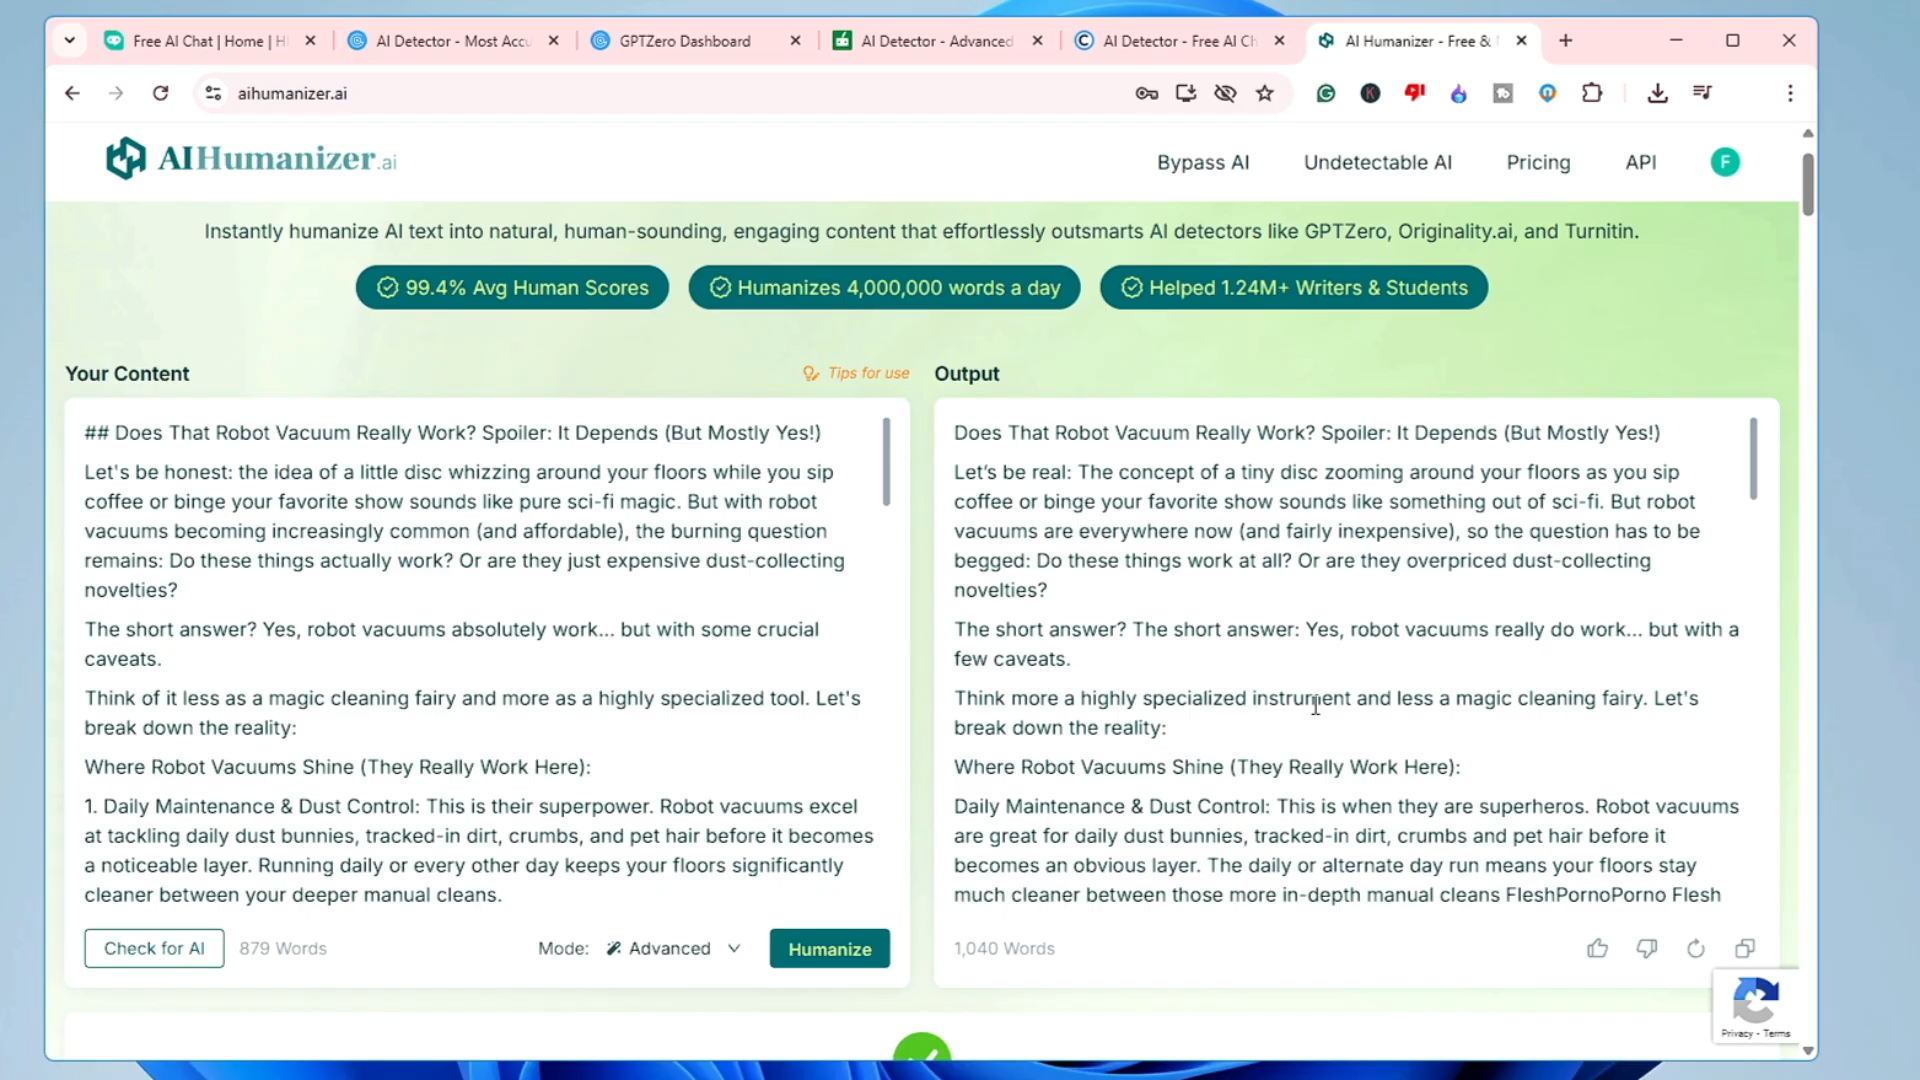 Free AI Chat | Home | H
AI Detector - Most Accu
GPTZero Dashboard
AI Detector - Advanced
AI Detector - Free AI Ch
AI Humanizer - Free &
aihumanizer.ai
AIHumanizer.ai
Bypass AI
Undetectable AI
Pricing
API
F
Instantly humanize AI text into natural, human-sounding, engaging content that effortlessly outsmarts AI detectors like GPTZero, Originality.ai, and Turnitin.
99.4% Avg Human Scores
Humanizes 4,000,000 words a day
Helped 1.24M+ Writers & Students
Your Content
Tips for use
## Does That Robot Vacuum Really Work? Spoiler: It Depends (But Mostly Yes!)
Let's be honest: the idea of a little disc whizzing around your floors while you sip
coffee or binge your favorite show sounds like pure sci-fi magic. But with robot
vacuums becoming increasingly common (and affordable), the burning question
remains: Do these things actually work? Or are they just expensive dust-collecting
novelties?
The short answer? Yes, robot vacuums absolutely work... but with some crucial
caveats.
Think of it less as a magic cleaning fairy and more as a highly specialized tool. Let's
break down the reality:
Where Robot Vacuums Shine (They Really Work Here):
1. Daily Maintenance & Dust Control: This is their superpower. Robot vacuums excel
at tackling daily dust bunnies, tracked-in dirt, crumbs, and pet hair before it becomes
a noticeable layer. Running daily or every other day keeps your floors significantly
cleaner between your deeper manual cleans.
Check for AI
879 Words
Mode:
Advanced
Humanize
Output
Does That Robot Vacuum Really Work? Spoiler: It Depends (But Mostly Yes!)
Let's be real: The concept of a tiny disc zooming around your floors as you sip
coffee or binge your favorite show sounds like something out of sci-fi. But robot
vacuums are everywhere now (and fairly inexpensive), so the question has to be
begged: Do these things work at all? Or are they overpriced dust-collecting
novelties?
The short answer? The short answer: Yes, robot vacuums really do work... but with a
few caveats.
Think more a highly specialized instrument and less a magic cleaning fairy. Let's
break down the reality:
Where Robot Vacuums Shine (They Really Work Here):
Daily Maintenance & Dust Control: This is when they are superheros. Robot vacuums
are great for daily dust bunnies, tracked-in dirt, crumbs and pet hair before it
becomes an obvious layer. The daily or alternate day run means your floors stay
much cleaner between those more in-depth manual cleans FleshPornoPorno Flesh
1,040 Words
Privacy - Terms